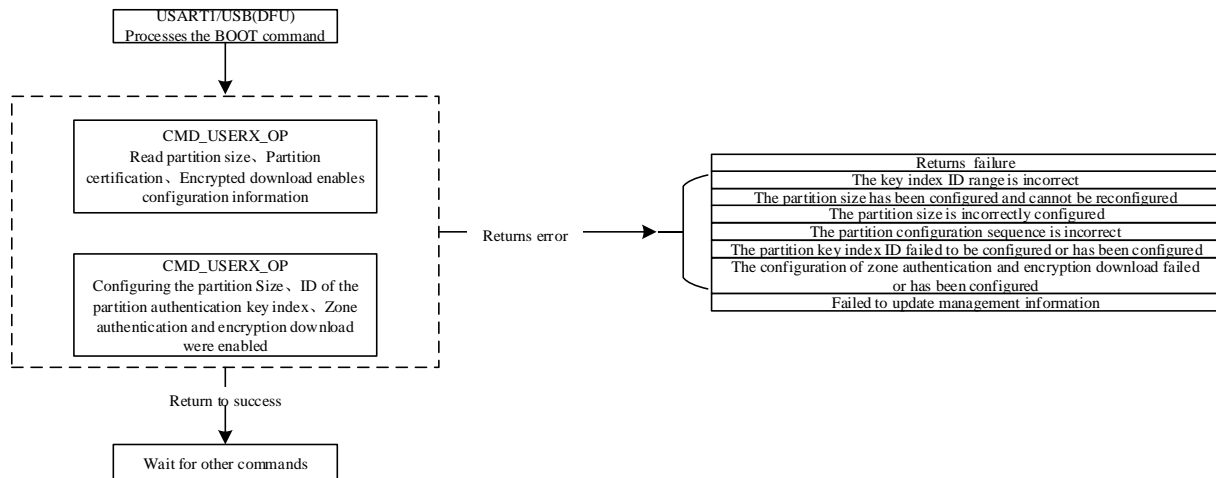 USART1/USB(DFU)
Processes the BOOT command
CMD_USERX_OP
Read partition size、Partition
certification、Encrypted download enables
configuration information
CMD_USERX_OP
Configuring the partition Size、ID of the
partition authentication key index、Zone
authentication and encryption download
were enabled
Return to success
Wait for other commands
Returns error
Returns failure
The key index ID range is incorrect
The partition size has been configured and cannot be reconfigured
The partition size is incorrectly configured
The partition configuration sequence is incorrect
The partition key index ID failed to be configured or has been configured
The configuration of zone authentication and encryption download failed
or has been configured
Failed to update management information